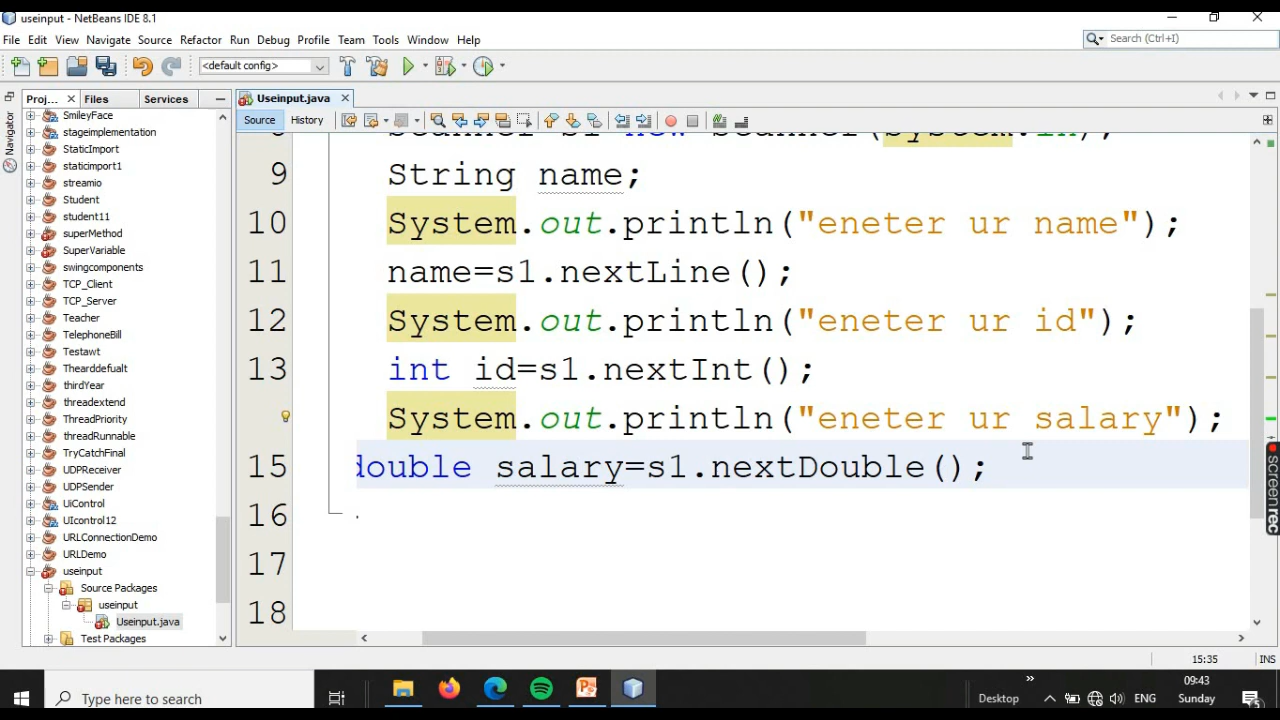 useinput - NetBeans IDE 8.1
File Edit View Navigate Source Refactor Run Debug Profile Team Tools Window Help
Search (Ctrl+I)
<default config>
Proj... Files Services
Useinput.java
Navigator
Source History
SmileyFace
stageimplementation
StaticImport
staticimport1
streamio
Student
student11
superMethod
SuperVariable
swingcomponents
TCP_Client
TCP_Server
Teacher
TelephoneBill
Testawt
Thearddefualt
thirdYear
threadextend
ThreadPriority
threadRunnable
TryCatchFinal
UDPReceiver
UDPSender
UiControl
UIcontrol12
URLConnectionDemo
URLDemo
useinput
Source Packages
useinput
Useinput.java
Test Packages
9 String name;
10 System.out.println("eneter ur name");
11 name=s1.nextLine();
12 System.out.println("eneter ur id");
13 int id=s1.nextInt();
System.out.println("eneter ur salary");
15 double salary=s1.nextDouble();
16
17
18
SCREEN REC
15:35 INS
Type here to search
Desktop
ENG
09:43
Sunday
5